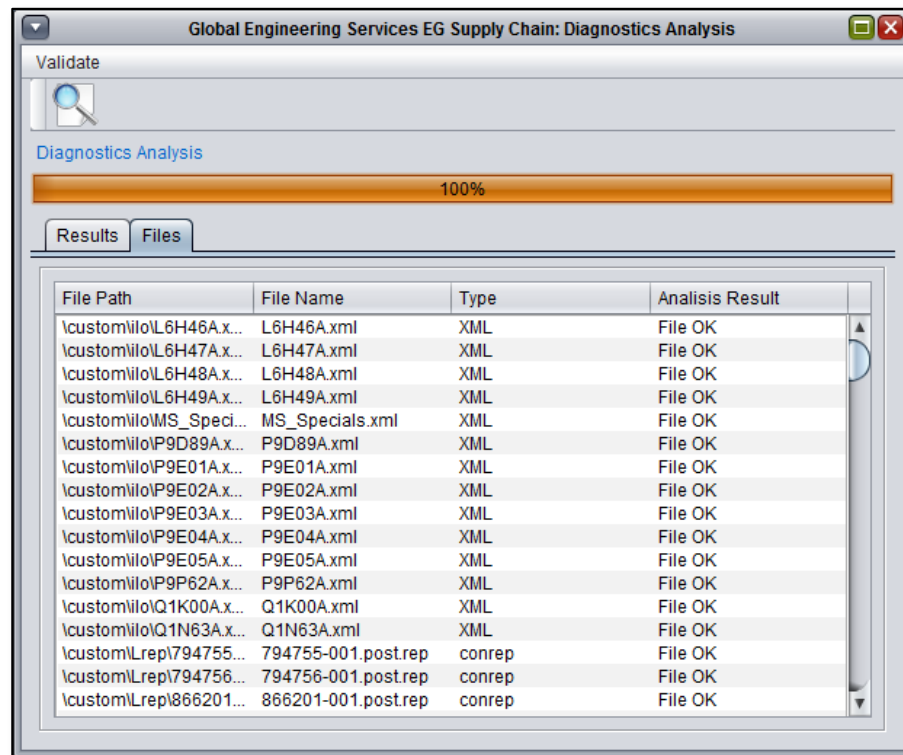 Global Engineering Services EG Supply Chain: Diagnostics Analysis
Validate
Diagnostics Analysis
100%
Results Files
File Path File Name Type Analisis Result
\custom\ilo\L6H46A.x... L6H46A.xml XML File OK
\custom\ilo\L6H47A.x... L6H47A.xml XML File OK
\custom\ilo\L6H48A.x... L6H48A.xml XML File OK
\custom\ilo\L6H49A.x... L6H49A.xml XML File OK
\custom\ilo\MS_Speci... MS_Specials.xml XML File OK
\custom\ilo\P9D89A.x... P9D89A.xml XML File OK
\custom\ilo\P9E01A.x... P9E01A.xml XML File OK
\custom\ilo\P9E02A.x... P9E02A.xml XML File OK
\custom\ilo\P9E03A.x... P9E03A.xml XML File OK
\custom\ilo\P9E04A.x... P9E04A.xml XML File OK
\custom\ilo\P9E05A.x... P9E05A.xml XML File OK
\custom\ilo\P9P62A.x... P9P62A.xml XML File OK
\custom\ilo\Q1K00A.x... Q1K00A.xml XML File OK
\custom\ilo\Q1N63A.x... Q1N63A.xml XML File OK
\custom\Lrep\794755... 794755-001.post.rep conrep File OK
\custom\Lrep\794756... 794756-001.post.rep conrep File OK
\custom\Lrep\866201... 866201-001.post.rep conrep File OK